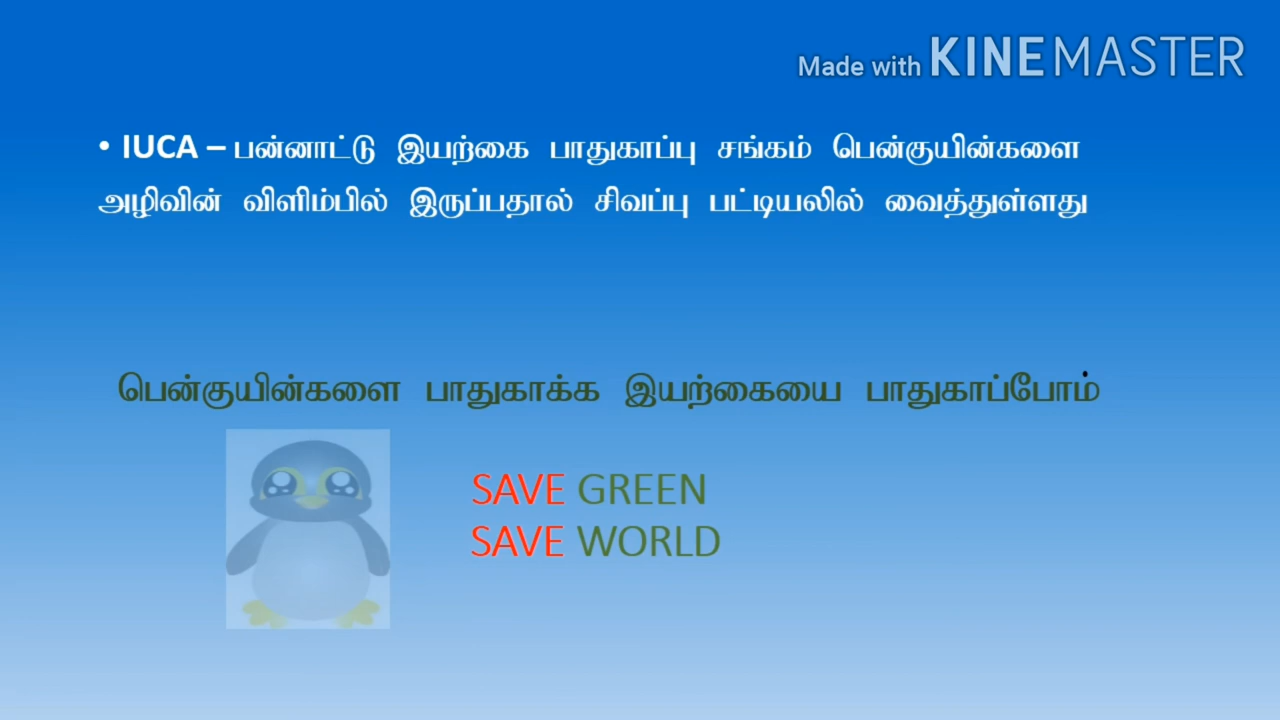 Made with KINEMASTER
• IUCA – பன்னாட்டு இயற்கை பாதுகாப்பு சங்கம் பென்குயின்களை
அழிவின் விளிம்பில் இருப்பதால் சிவப்பு பட்டியலில் வைத்துள்ளது
பென்குயின்களை பாதுகாக்க இயற்கையை பாதுகாப்போம்
SAVE GREEN
SAVE WORLD